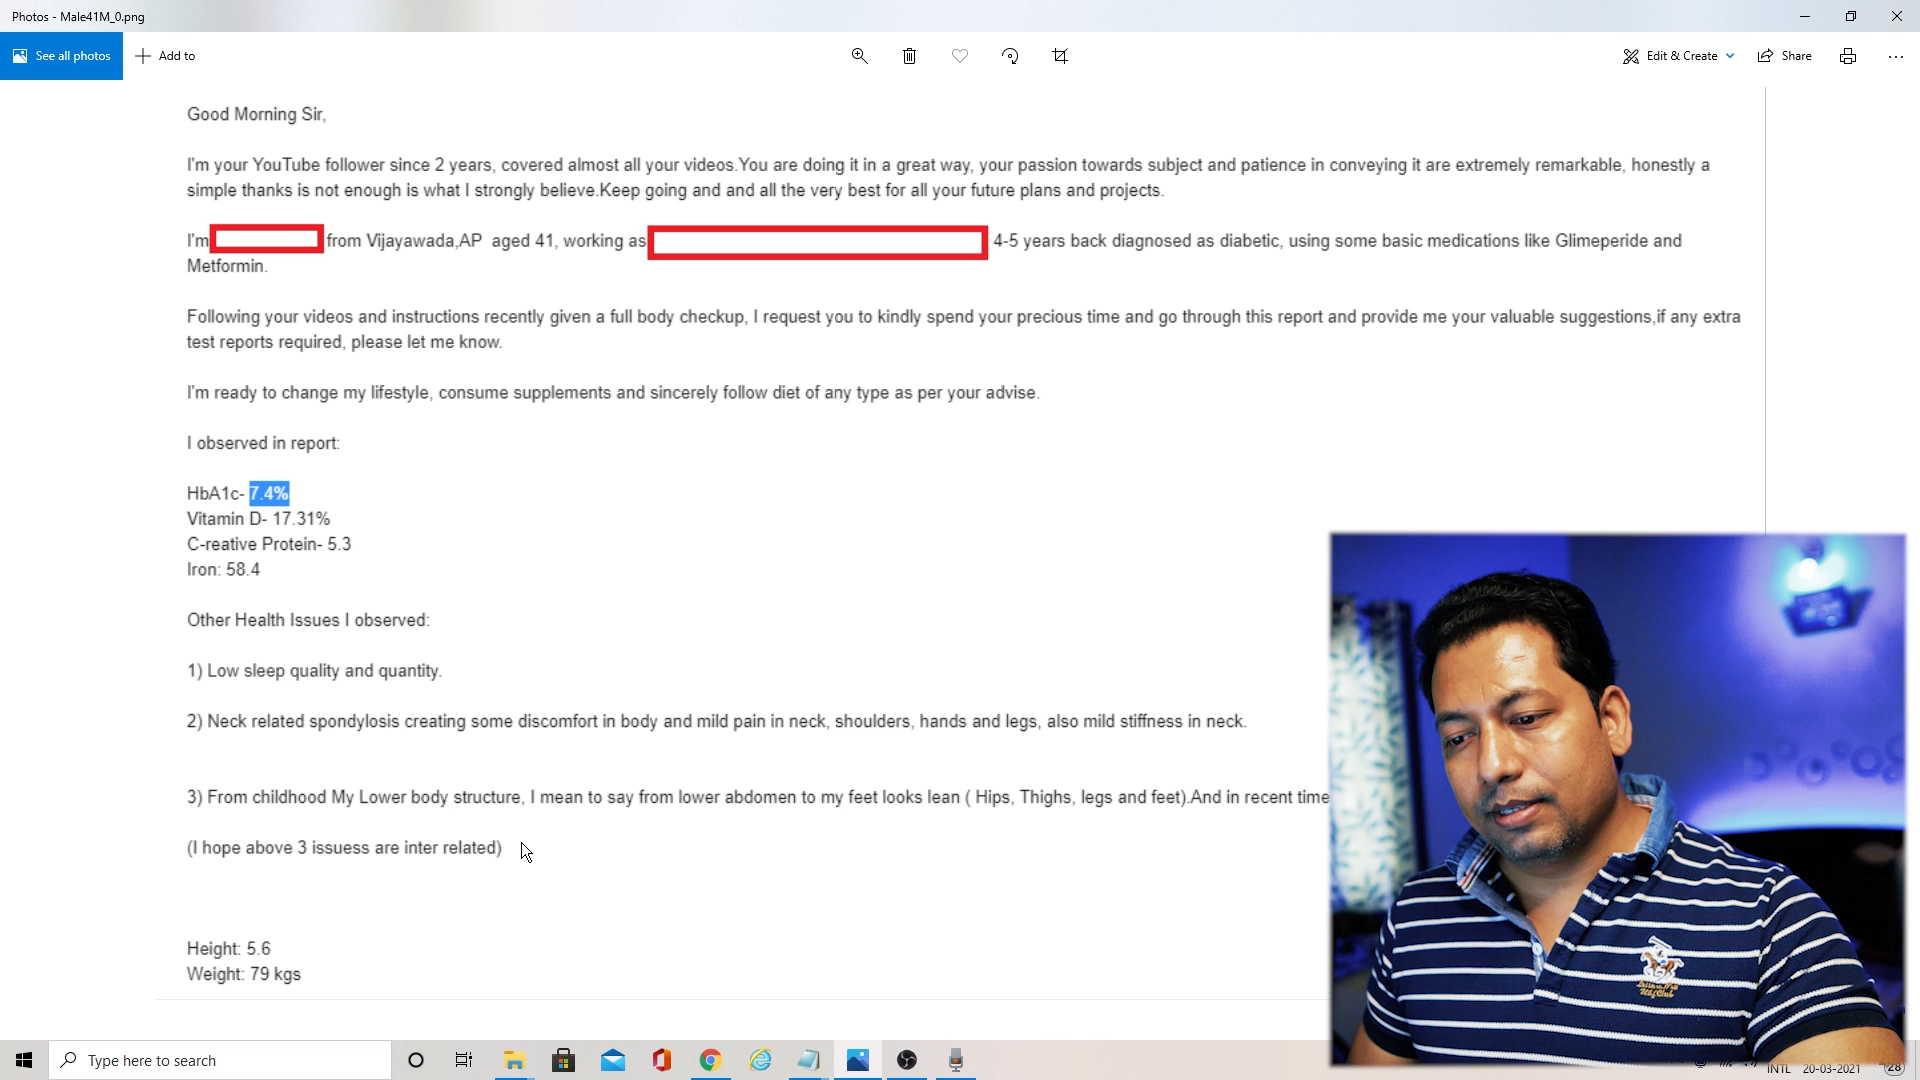 Photos - Male41M_0.png
See all photos
Add to
Edit & Create
Share
Good Morning Sir,
I'm your YouTube follower since 2 years, covered almost all your videos.You are doing it in a great way, your passion towards subject and patience in conveying it are extremely remarkable, honestly a
simple thanks is not enough is what I strongly believe.Keep going and and all the very best for all your future plans and projects.
I'm from Vijayawada,AP aged 41, working as 4-5 years back diagnosed as diabetic, using some basic medications like Glimeperide and
Metformin.
Following your videos and instructions recently given a full body checkup, I request you to kindly spend your precious time and go through this report and provide me your valuable suggestions,if any extra
test reports required, please let me know.
I'm ready to change my lifestyle, consume supplements and sincerely follow diet of any type as per your advise.
I observed in report:
HbA1c- 7.4%
Vitamin D- 17.31%
C-reative Protein- 5.3
Iron: 58.4
Other Health Issues I observed:
1) Low sleep quality and quantity.
2) Neck related spondylosis creating some discomfort in body and mild pain in neck, shoulders, hands and legs, also mild stiffness in neck.
3) From childhood My Lower body structure, I mean to say from lower abdomen to my feet looks lean ( Hips, Thighs, legs and feet).And in recent time
(I hope above 3 issuess are inter related)
Height: 5.6
Weight: 79 kgs
Type here to search
INTL 20-03-2021 28